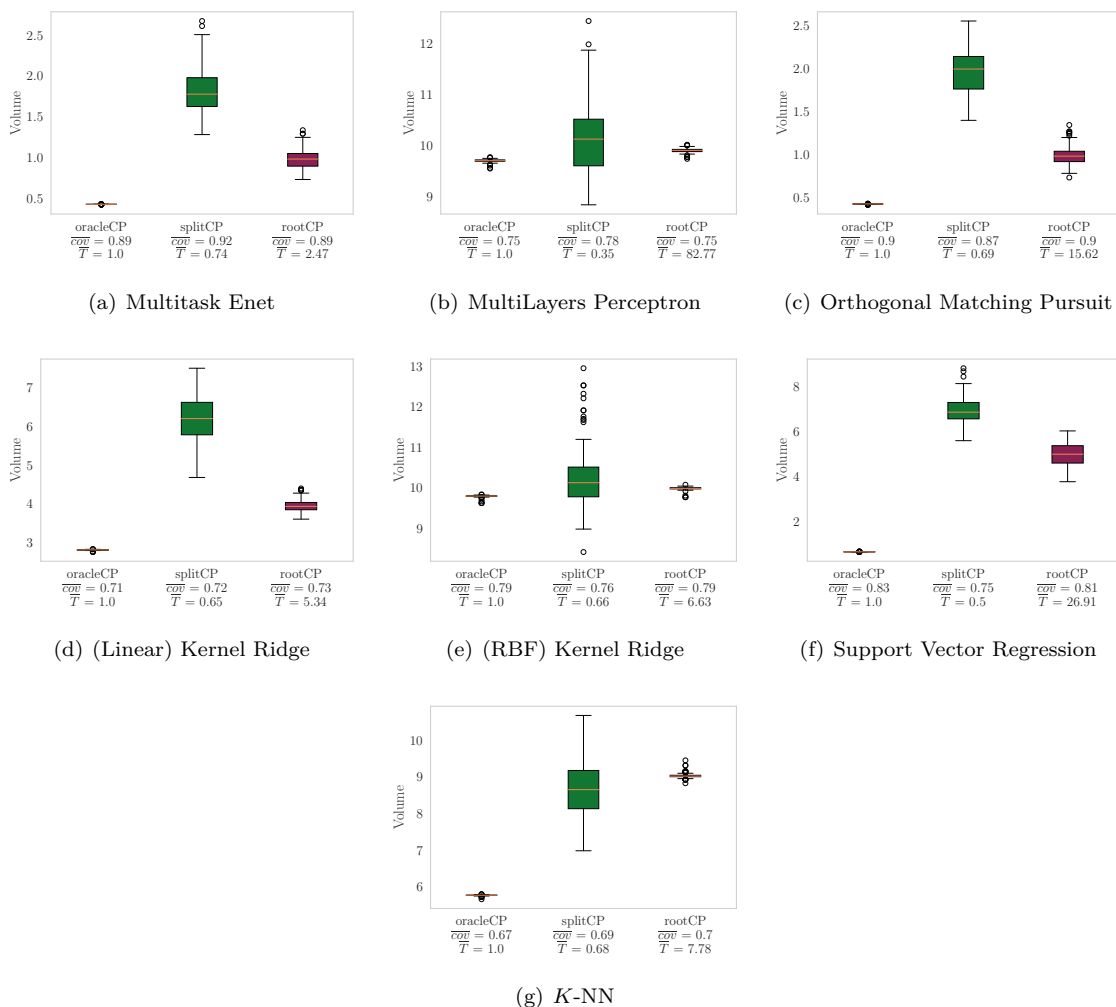 2.5
2.0
1.5
1.0
0.5
Volume
oracleCP
splitCP
rootCP
cov = 0.89
cov = 0.92
cov = 0.89
T = 1.0
T = 0.74
T = 2.47
(a) Multitask Enet
12
11
10
9
Volume
oracleCP
splitCP
rootCP
cov = 0.75
cov = 0.78
cov = 0.75
T = 1.0
T = 0.35
T = 82.77
(b) MultiLayers Perceptron
2.5
2.0
1.5
1.0
0.5
Volume
oracleCP
splitCP
rootCP
cov = 0.9
cov = 0.87
cov = 0.9
T = 1.0
T = 0.69
T = 15.62
(c) Orthogonal Matching Pursuit
7
6
5
4
3
Volume
oracleCP
splitCP
rootCP
cov = 0.71
cov = 0.72
cov = 0.73
T = 1.0
T = 0.65
T = 5.34
(d) (Linear) Kernel Ridge
13
12
11
10
9
Volume
oracleCP
splitCP
rootCP
cov = 0.79
cov = 0.76
cov = 0.79
T = 1.0
T = 0.66
T = 6.63
(e) (RBF) Kernel Ridge
8
6
4
2
Volume
oracleCP
splitCP
rootCP
cov = 0.83
cov = 0.75
cov = 0.81
T = 1.0
T = 0.5
T = 26.91
(f) Support Vector Regression
10
9
8
7
6
Volume
oracleCP
splitCP
rootCP
cov = 0.67
cov = 0.69
cov = 0.7
T = 1.0
T = 0.68
T = 7.78
(g) K-NN